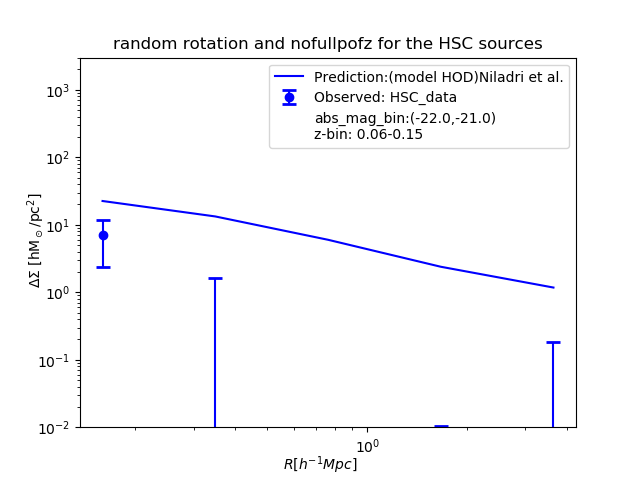 random rotation and nofullpofz for the HSC sources
Prediction:(model HOD)Niladri et al.
Observed: HSC_data
abs_mag_bin:(-22.0,-21.0)
z-bin: 0.06-0.15
ΔΣ [hM⊙/pc²]
10³
10²
10¹
10⁰
10⁻¹
10⁻²
10⁰
R[h⁻¹Mpc]